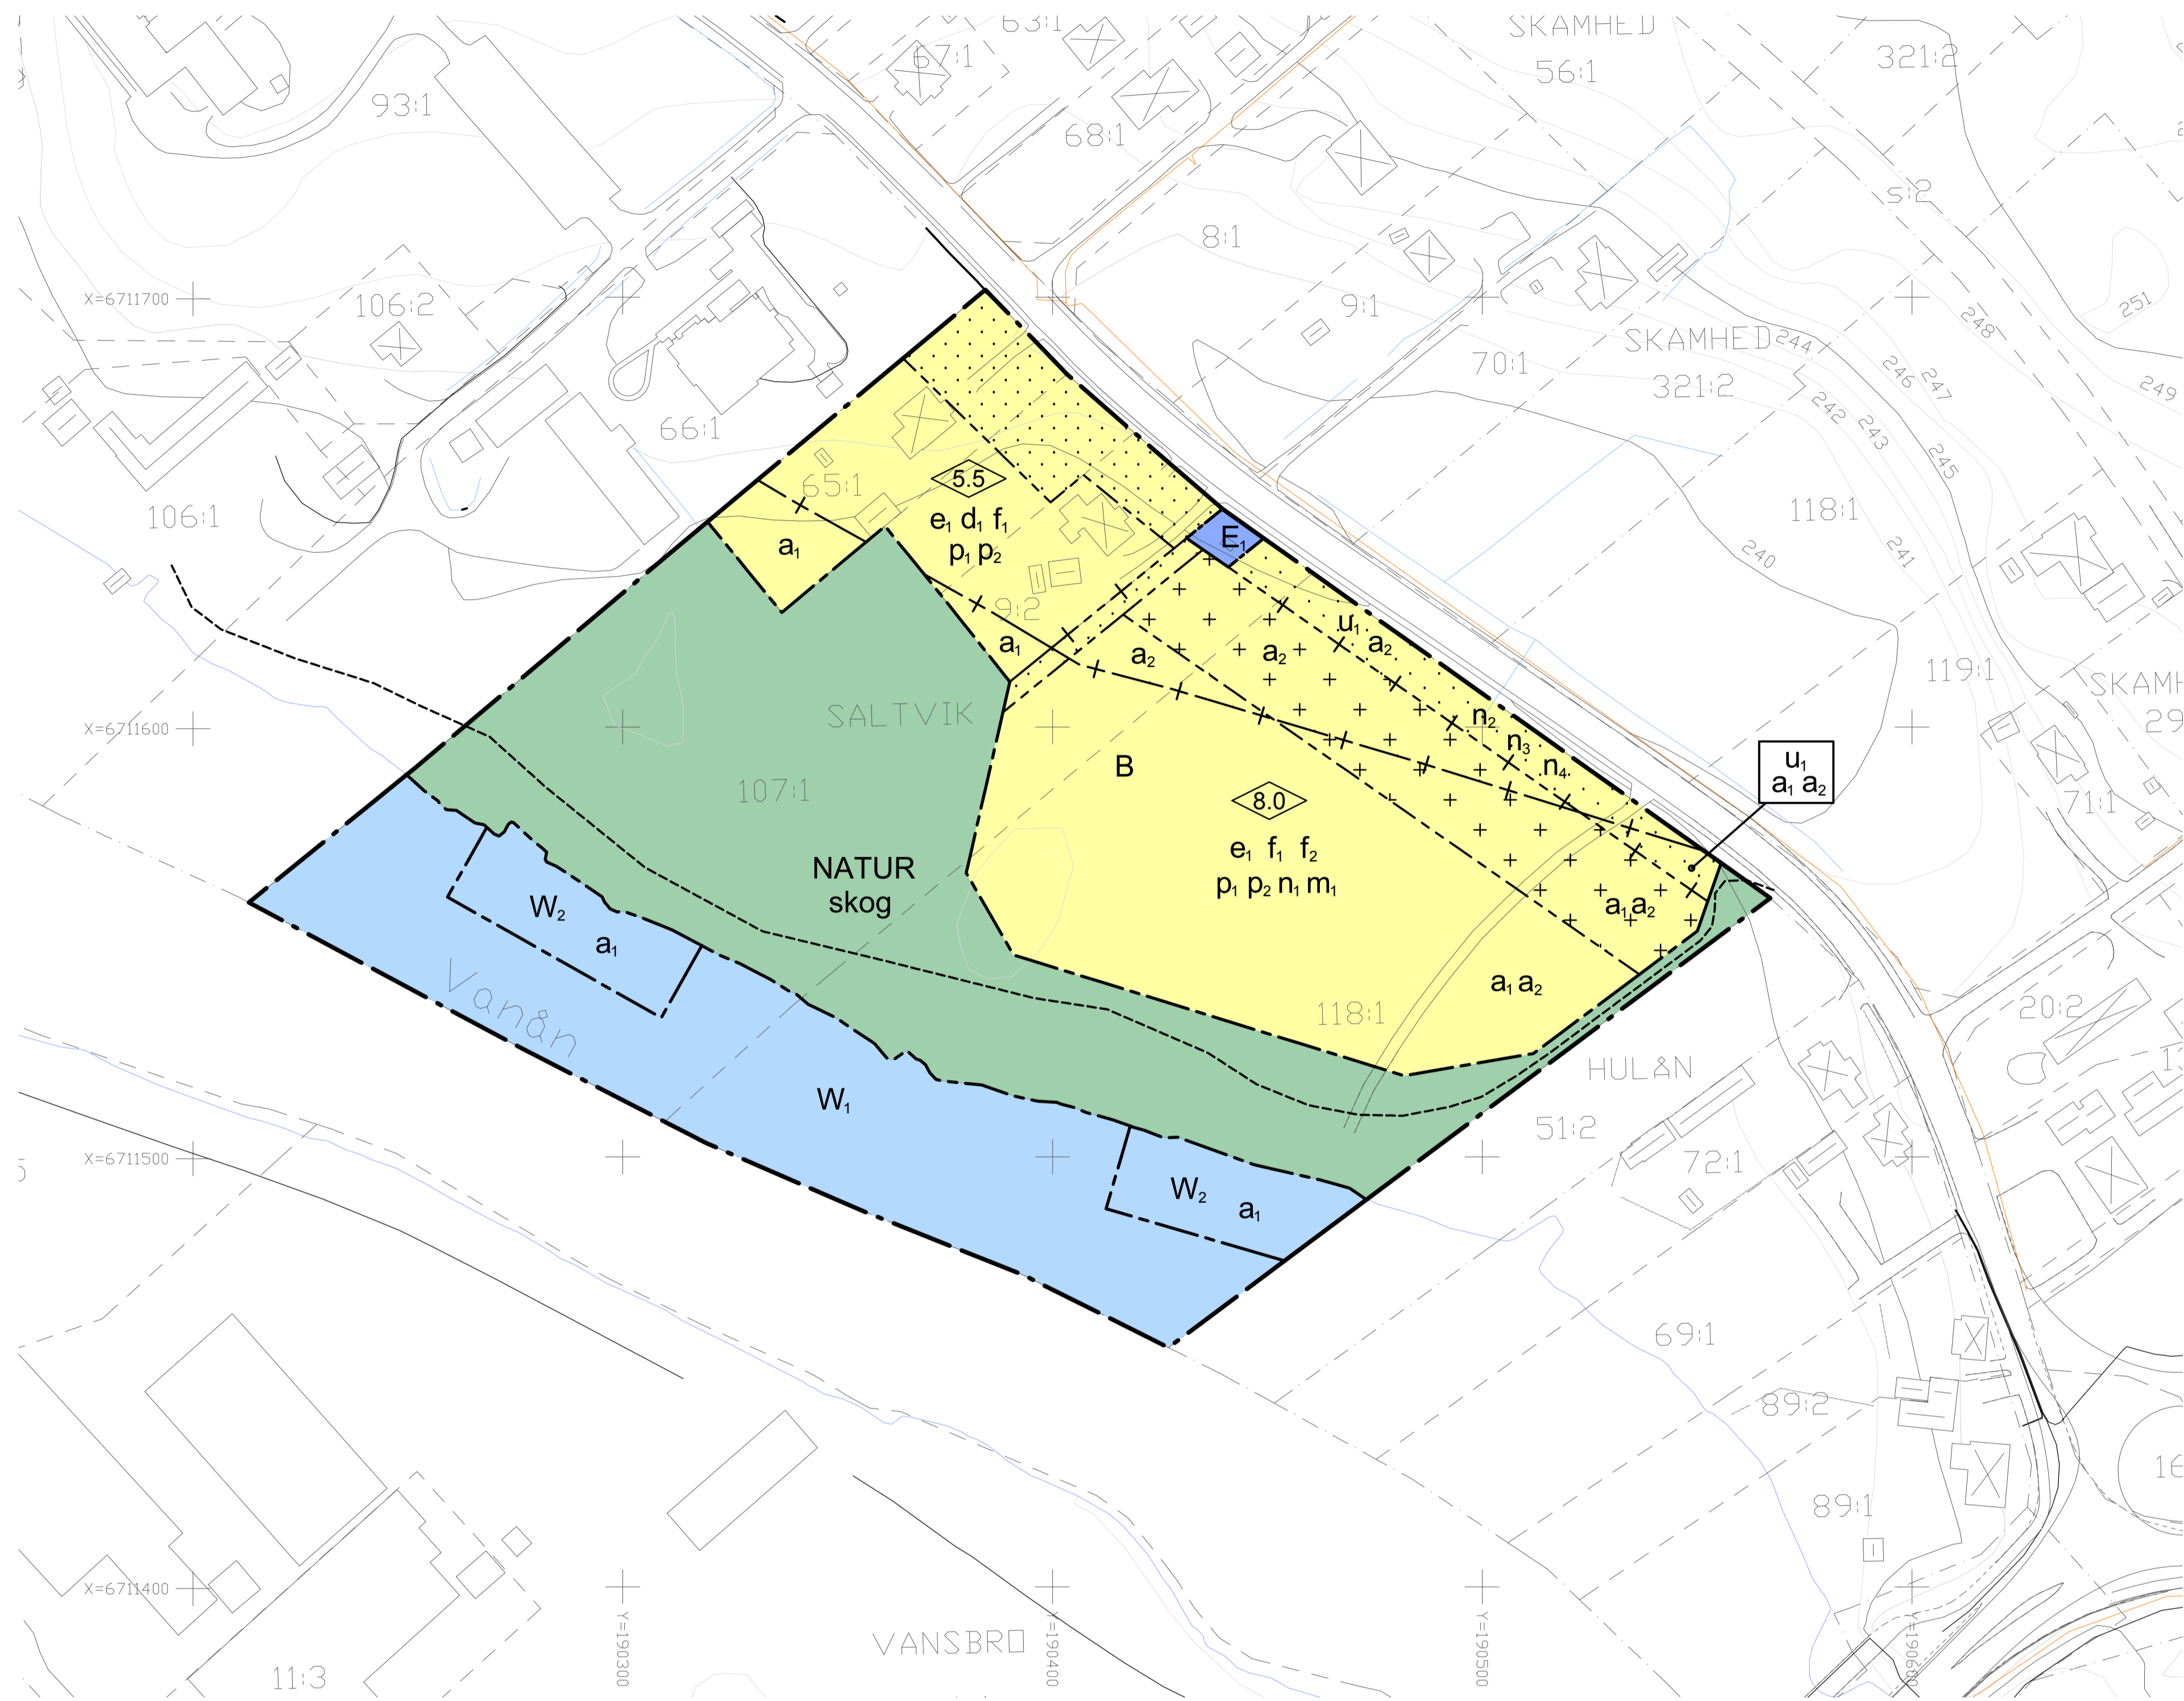 63:1
SKAMHED
67:1
56:1
321:2
93:1
68:1
s:2
8:1
X=6711700
106:2
9:1
251
248
SKAMHED
244
70:1
246
247
249
321:2
242
243
66:1
245
5.5
65:1
106:1
e₁ d₁ f₁
p₁ p₂
118:1
E₁
a₁
240
241
9:2
u₁
a₁
a₂
a₂
a₂
119:1
SKAMH
SALTVIK
29
X=6711600
n₂
n₃
n₄
B
u₁
a₁ a₂
107:1
8.0
71:1
e₁ f₁ f₂
NATUR
skog
p₁ p₂ n₁ m₁
W₂
a₁
a₁ a₂
a₁ a₂
Vanån
118:1
20:2
HULÅN
13
W₁
51:2
X=6711500
72:1
5
W₂
a₁
69:1
89:2
16
89:1
X=6711400
Y=190300
Y=190400
Y=190500
Y=190600
VANSBRO
11:3